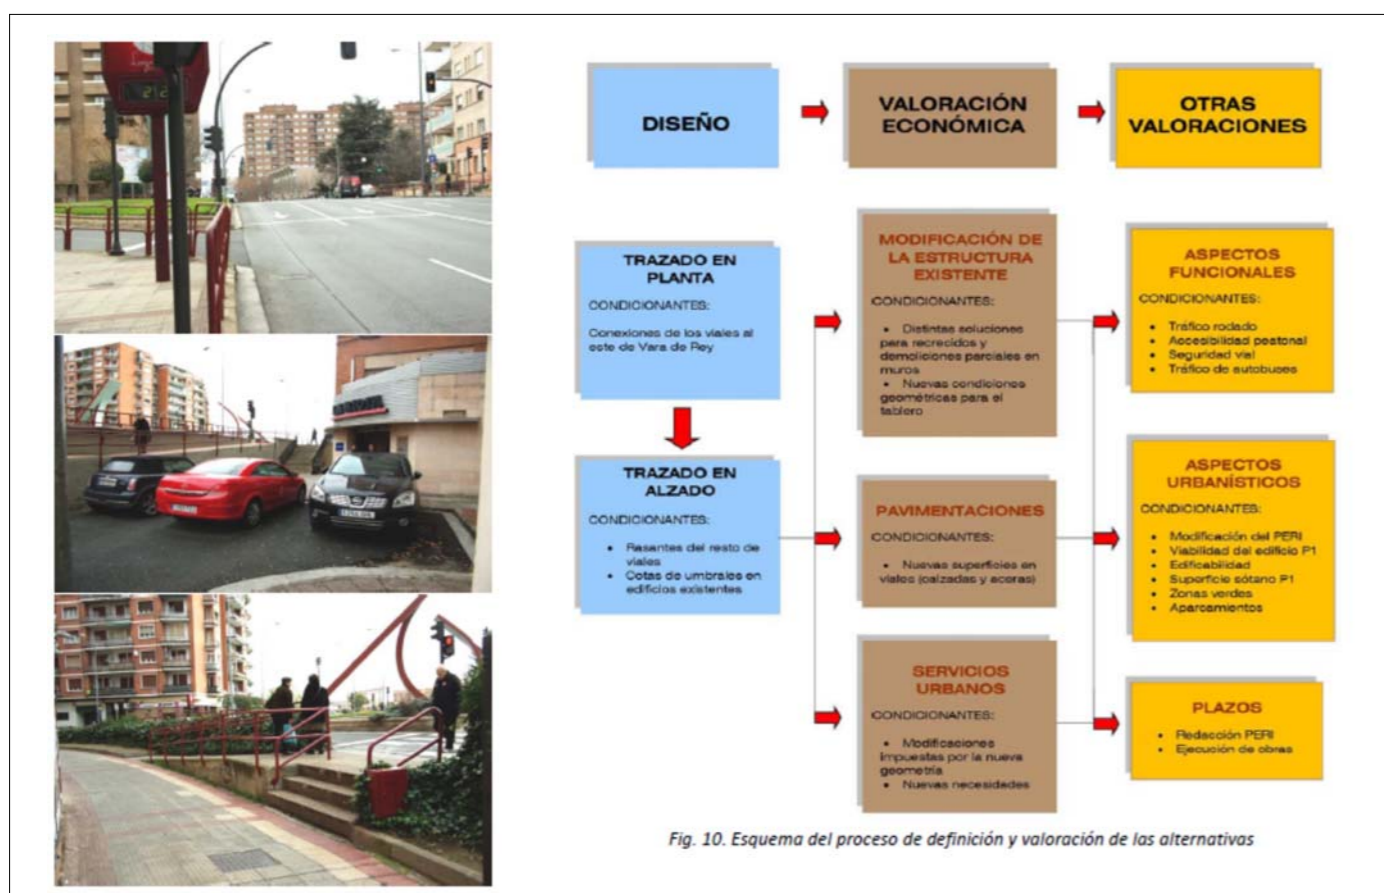 DISEÑO
VALORACIÓN
ECONÓMICA
OTRAS
VALORACIONES
TRAZADO EN
PLANTA
CONDICIONANTES:
Conexiones de los viales al
este de Vara de Rey
TRAZADO EN
ALZADO
CONDICIONANTES:
• Rasantes del resto de
viales
• Cotas de umbrales en
edificios existentes
MODIFICACIÓN DE
LA ESTRUCTURA
EXISTENTE
CONDICIONANTES:
• Distintas soluciones
para recrecidos y
demoliciones parciales en
muros
• Nuevas condiciones
geométricas para el
tablero
PAVIMENTACIONES
CONDICIONANTES:
• Nuevas superficies en
viales (calzadas y aceras)
SERVICIOS
URBANOS
CONDICIONANTES:
• Modificaciones
impuestas por la nueva
geometría
• Nuevas necesidades
ASPECTOS
FUNCIONALES
CONDICIONANTES:
• Tráfico rodado
• Accesibilidad peatonal
• Seguridad vial
• Tráfico de autobuses
ASPECTOS
URBANÍSTICOS
CONDICIONANTES:
• Modificación del PERI
• Viabilidad del edificio P1
• Edificabilidad
• Superficie sótano P1
• Zonas verdes
• Aparcamientos
PLAZOS
• Redacción PERI
• Ejecución de obras
Fig. 10. Esquema del proceso de definición y valoración de las alternativas